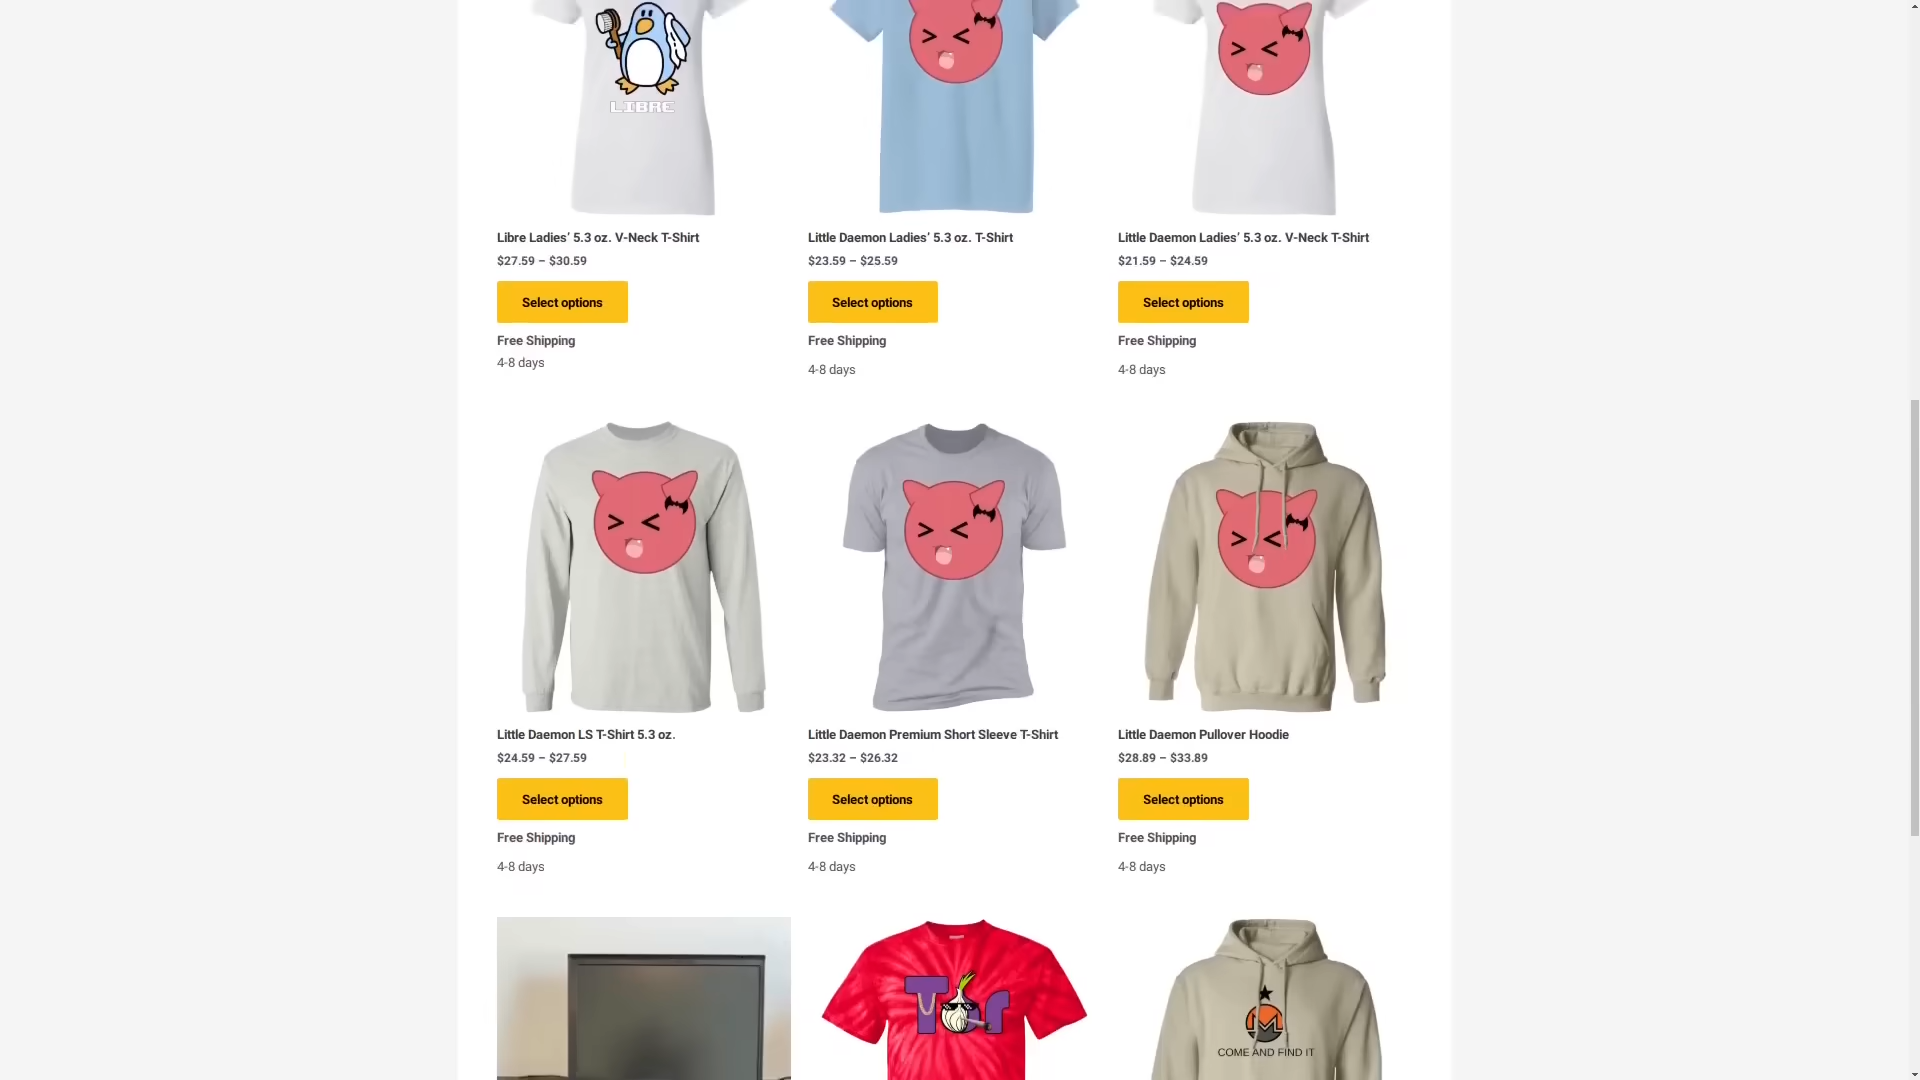 LIBRE
Libre Ladies’ 5.3 oz. V-Neck T-Shirt
$27.59 – $30.59
Select options
Free Shipping
4-8 days
Little Daemon Ladies’ 5.3 oz. T-Shirt
$23.59 – $25.59
Select options
Free Shipping
4-8 days
Little Daemon Ladies’ 5.3 oz. V-Neck T-Shirt
$21.59 – $24.59
Select options
Free Shipping
4-8 days
Little Daemon LS T-Shirt 5.3 oz.
$24.59 – $27.59
Select options
Free Shipping
4-8 days
Little Daemon Premium Short Sleeve T-Shirt
$23.32 – $26.32
Select options
Free Shipping
4-8 days
Little Daemon Pullover Hoodie
$28.89 – $33.89
Select options
Free Shipping
4-8 days
Tor
COME AND FIND IT